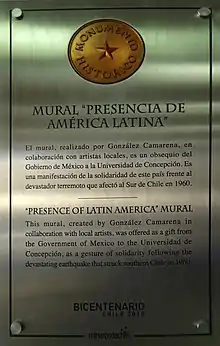 MONUMENTO HISTORICO
MURAL "PRESENCIA DE
AMÉRICA LATINA"
El mural, realizado por González Camarena, en
colaboración con artistas locales, es un obsequio del
Gobierno de México a la Universidad de Concepción. Es
una manifestación de la solidaridad de este país frente al
devastador terremoto que afectó al Sur de Chile en 1960.
"PRESENCE OF LATIN AMERICA" MURAL
This mural, created by González Camarena in
collaboration with local artists, was offered as a gift from
the Government of Mexico to the Universidad de
Concepción, as a gesture of solidarity following the
devastating earthquake that struck southern Chile in 1960.
BICENTENARIO
CHILE 2010